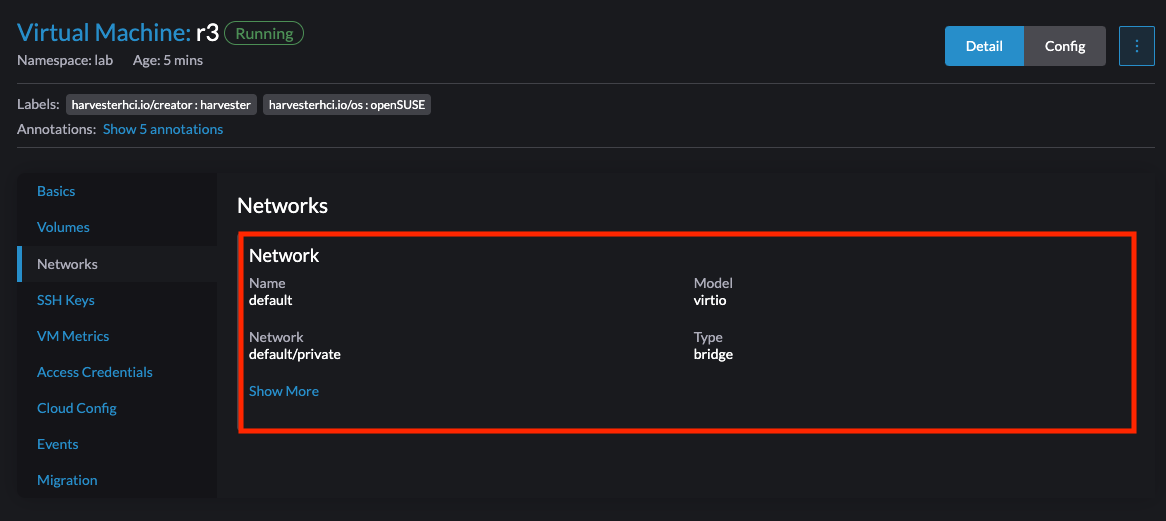 Virtual Machine: r3 Running
Namespace: lab Age: 5 mins
Detail Config
Labels: harvesterhci.io/creator : harvester harvesterhci.io/os : openSUSE
Annotations: Show 5 annotations
Basics
Volumes
Networks
SSH Keys
VM Metrics
Access Credentials
Cloud Config
Events
Migration
Networks
Network
Name
default
Model
virtio
Network
default/private
Type
bridge
Show More